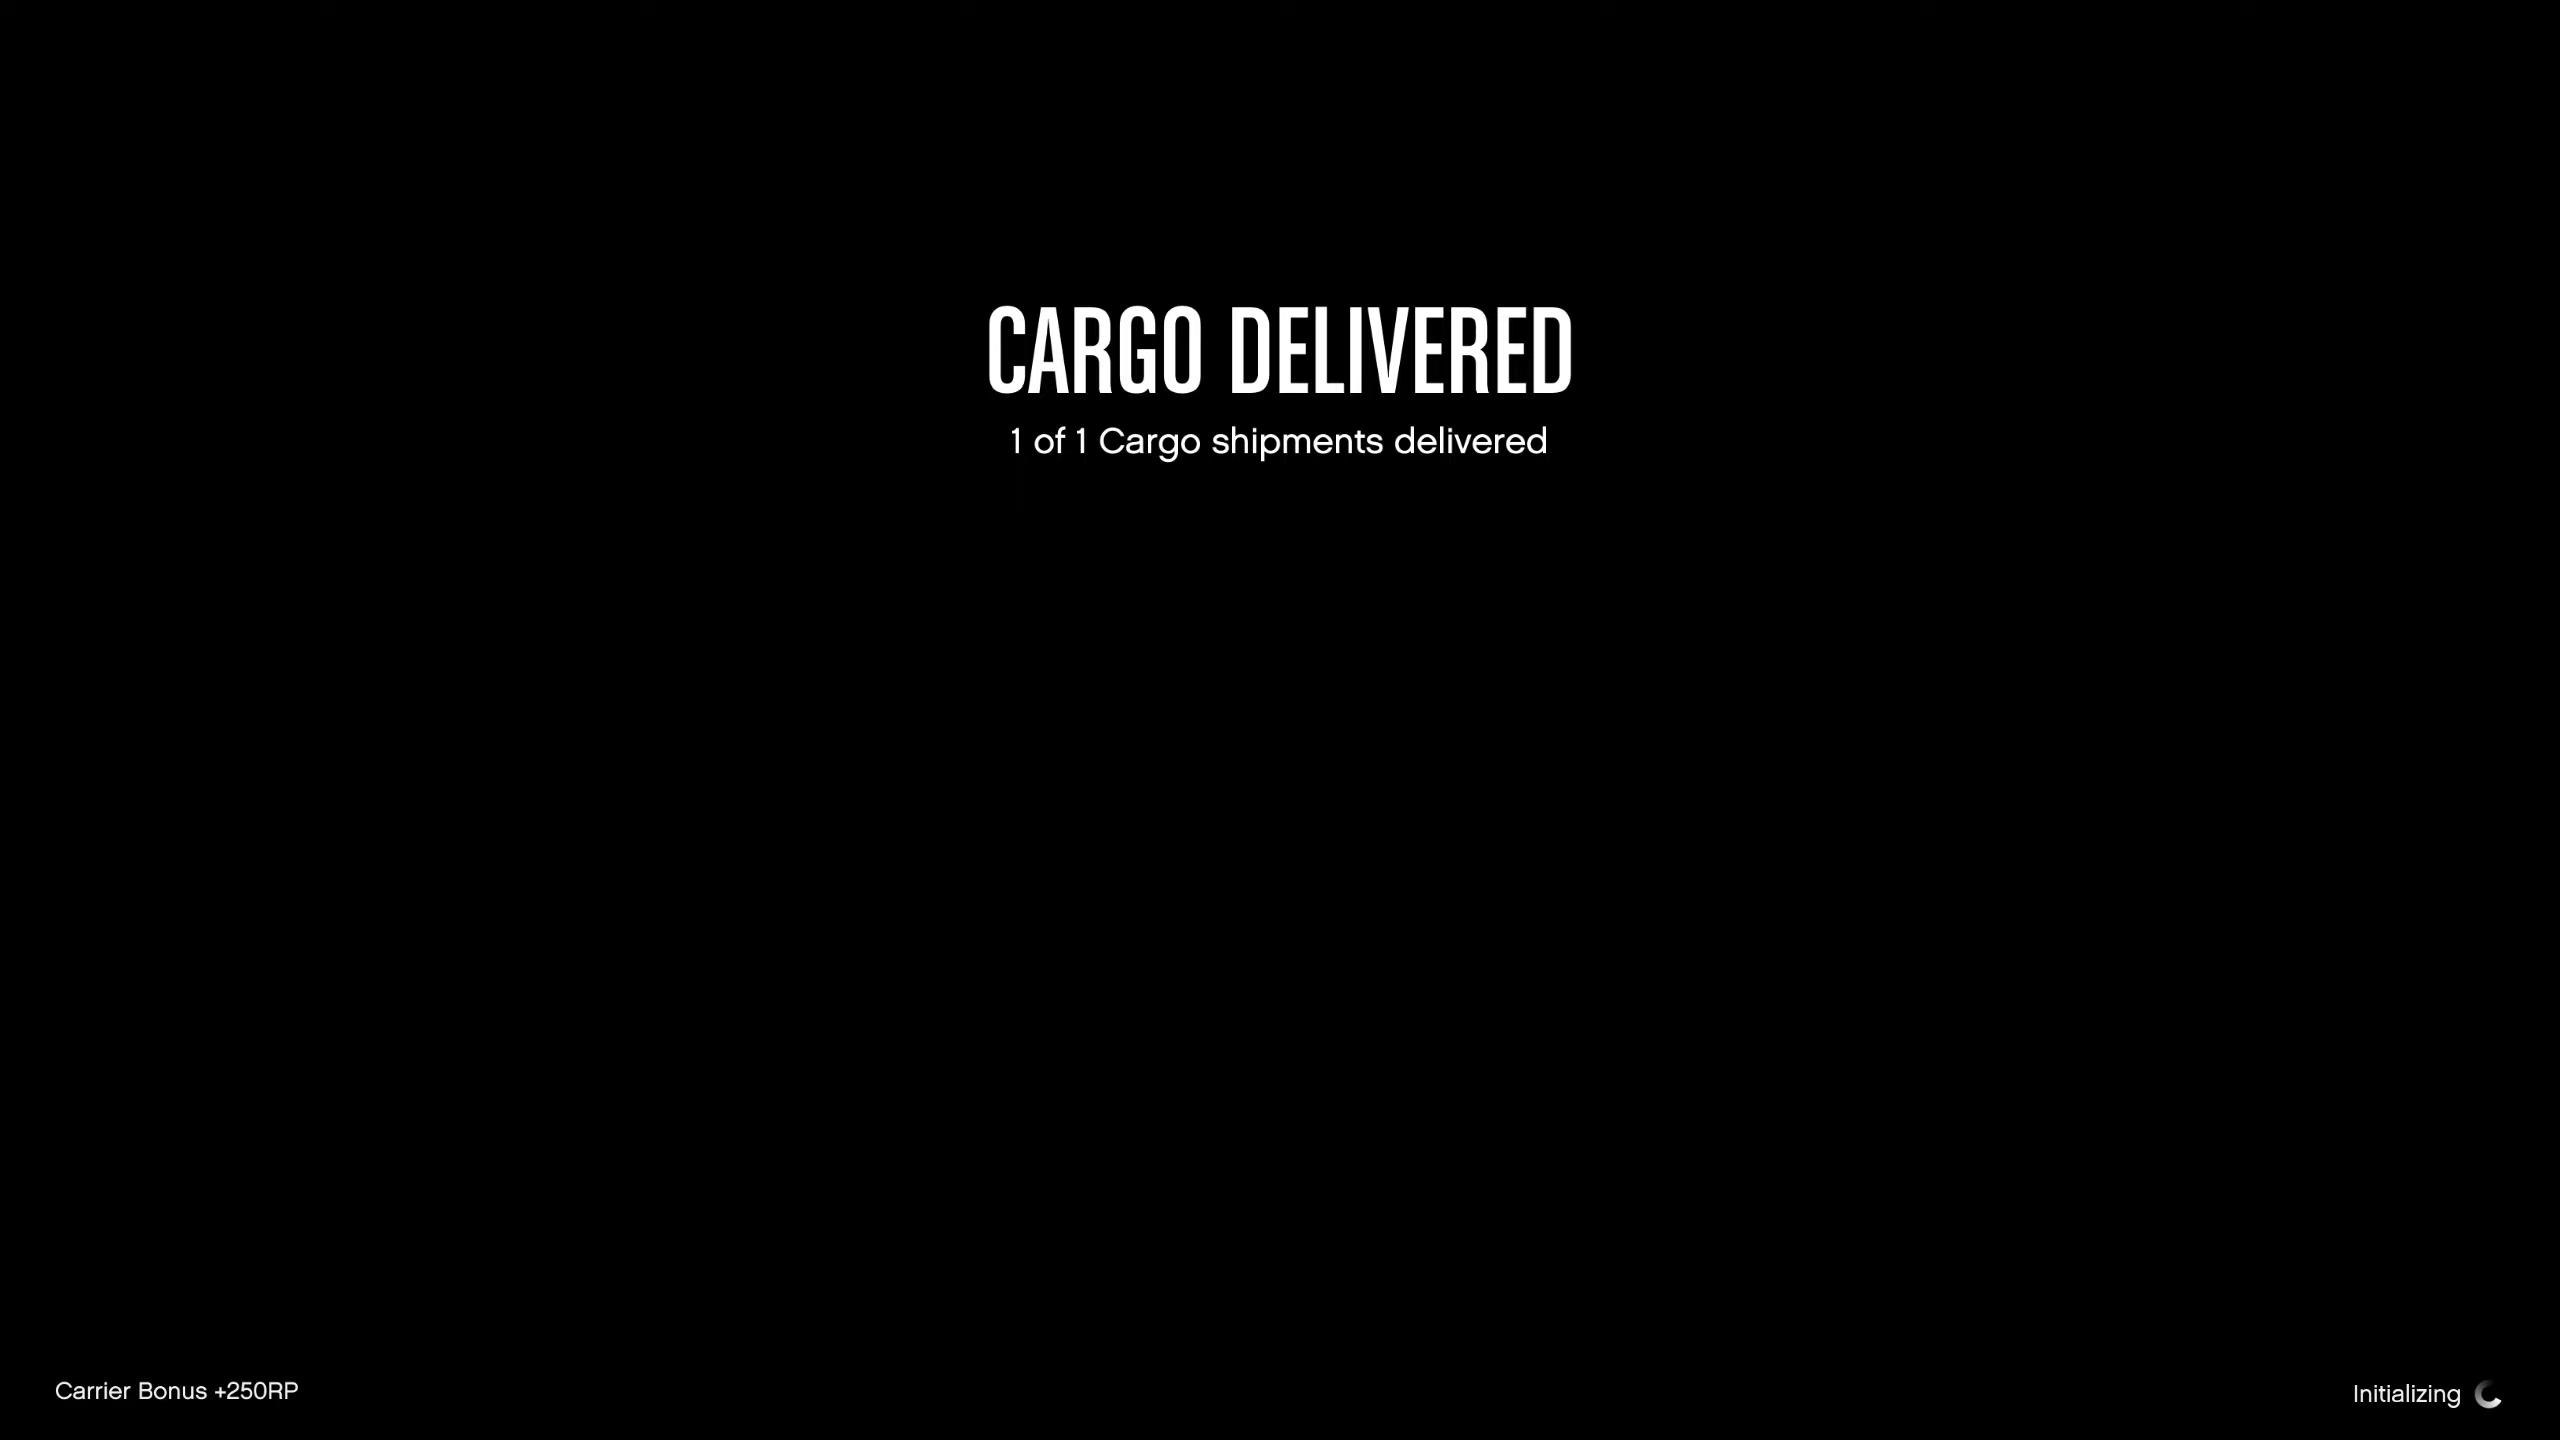 CARGO DELIVERED
1 of 1 Cargo shipments delivered
Carrier Bonus +250RP
Initializing